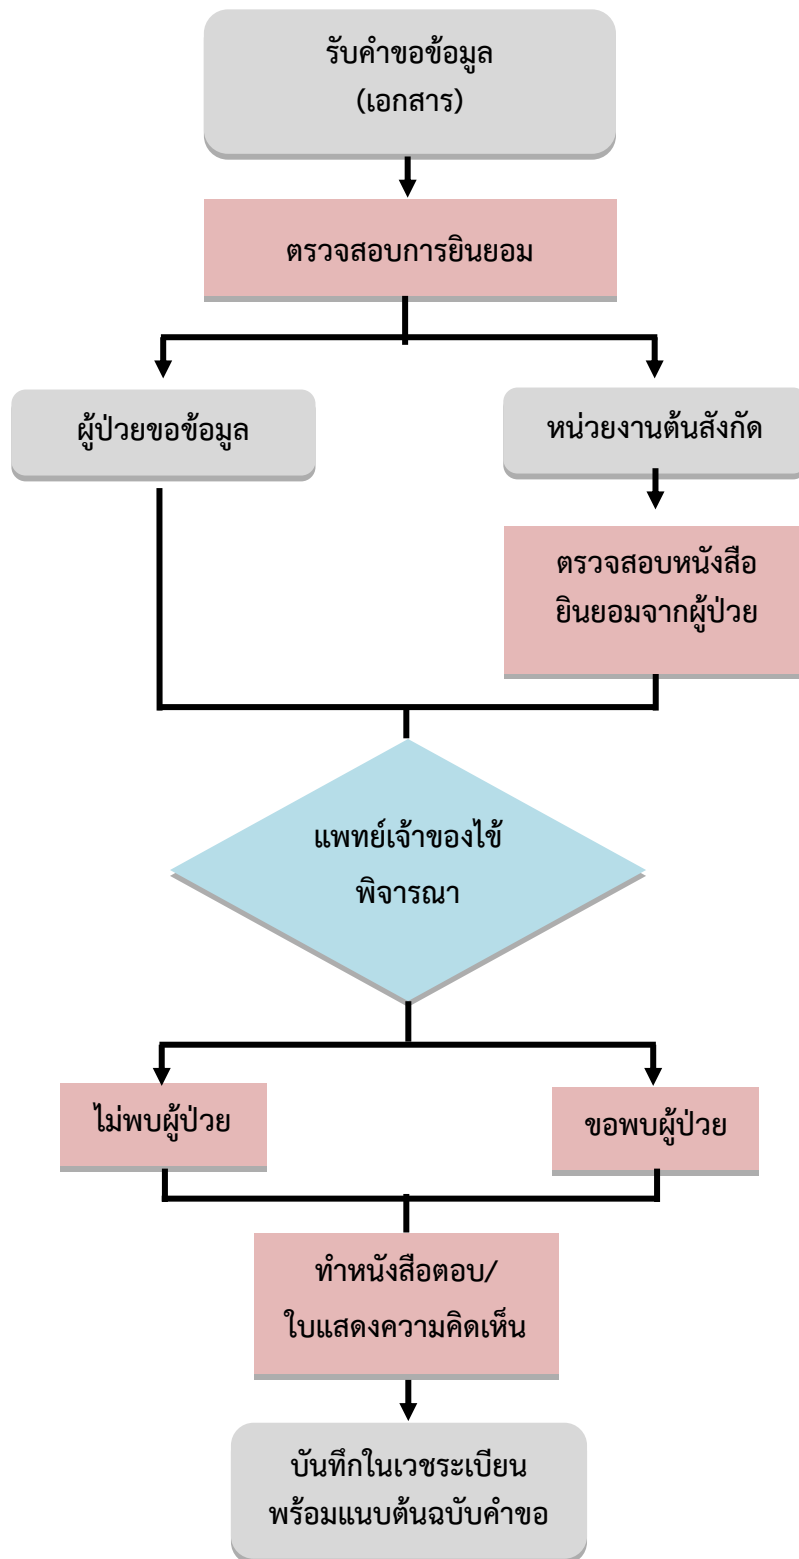 รับคำขอข้อมูล
(เอกสาร)
ตรวจสอบการยินยอม
ผู้ป่วยขอข้อมูล
หน่วยงานต้นสังกัด
ตรวจสอบหนังสือ
ยินยอมจากผู้ป่วย
แพทย์เจ้าของไข้
พิจารณา
ไม่พบผู้ป่วย
ขอพบผู้ป่วย
ทำหนังสือตอบ/
ใบแสดงความคิดเห็น
บันทึกในเวชระเบียน
พร้อมแนบต้นฉบับคำขอ